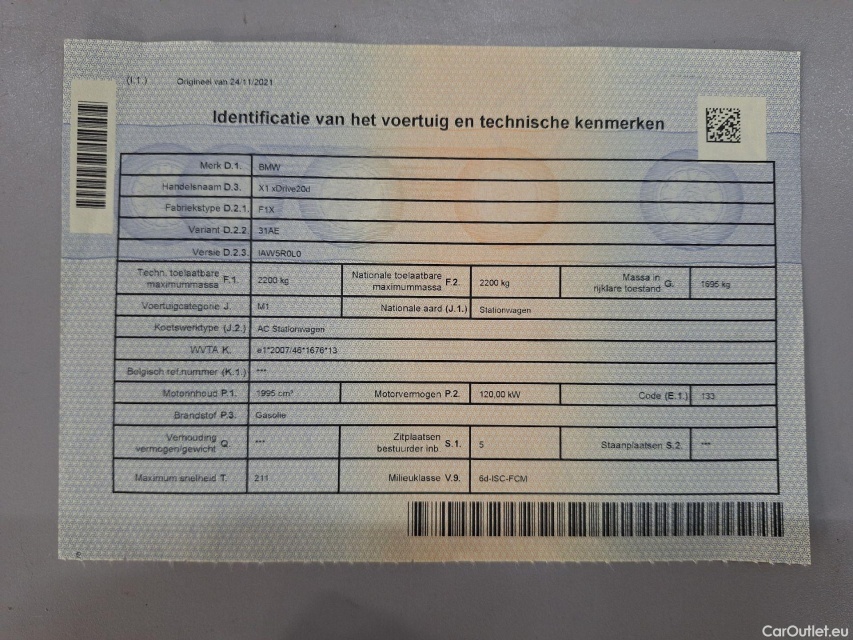 (I.1.) Origineel van 24/11/2021
Identificatie van het voertuig en technische kenmerken
Merk D.1. BMW
Handelsnaam D.3. X1 xDrive20d
Fabriekstype D.2.1. F1X
Variant D.2.2. 31AE
Versie D.2.3. IAW5R0L0
Techn. toelaatbare maximummassa F.1. 2200 kg Nationale toelaatbare maximummassa F.2. 2200 kg Massa in rijklare toestand G. 1695 kg
Voertuigcategorie J. M1 Nationale aard (J.1.) Stationwagen
Koetswerktype (J.2.) AC Stationwagen
WVTA K. e1*2007/46*1676*13
Belgisch ref.nummer (K.1.) ***
Motorinhoud P.1. 1995 cm³ Motorvermogen P.2. 120,00 kW Code (E.1.) 133
Brandstof P.3. Gasolie
Verhouding vermogen/gewicht Q. *** Zitplaatsen bestuurder inb. S.1. 5 Staanplaatsen S.2. ***
Maximum snelheid T. 211 Milieuklasse V.9. 6d-ISC-FCM
CarOutlet.eu